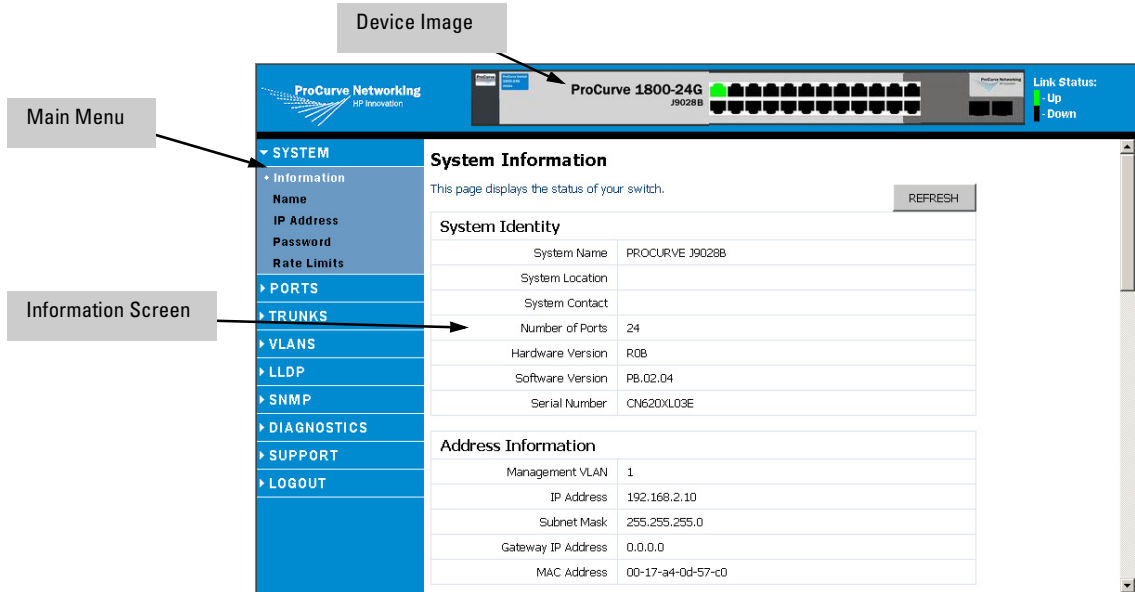 Device Image
ProCurve Networking
HP Innovation
ProCurve 1800-24G
J9028B
Link Status:
- Up
- Down
Main Menu
SYSTEM
Information
Name
IP Address
Password
Rate Limits
PORTS
TRUNKS
VLANS
LLDP
SNMP
DIAGNOSTICS
SUPPORT
LOGOUT
Information Screen
System Information
This page displays the status of your switch.
REFRESH
System Identity
System Name PROCURVE J9028B
System Location
System Contact
Number of Ports 24
Hardware Version R0B
Software Version PB.02.04
Serial Number CN620XL03E
Address Information
Management VLAN 1
IP Address 192.168.2.10
Subnet Mask 255.255.255.0
Gateway IP Address 0.0.0.0
MAC Address 00-17-a4-0d-57-c0